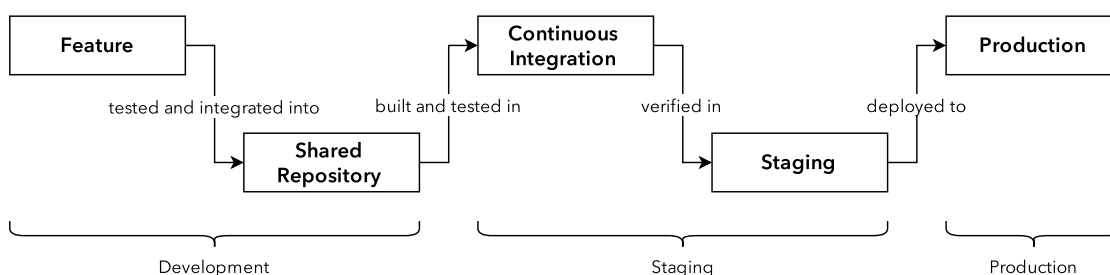 Feature
tested and integrated into
Shared
Repository
built and tested in
Continuous
Integration
verified in
Staging
deployed to
Production
Development
Staging
Production